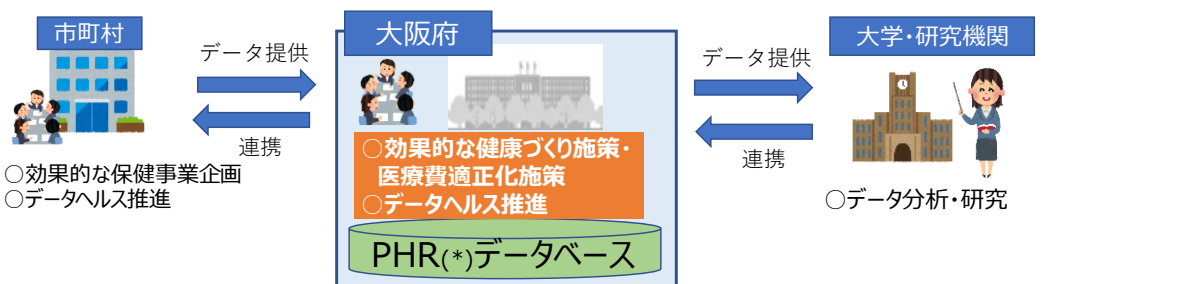 市町村
データ提供
連携
○効果的な保健事業企画
○データヘルス推進
大阪府
○効果的な健康づくり施策・
医療費適正化施策
○データヘルス推進
PHR(*)データベース
データ提供
連携
大学・研究機関
○データ分析・研究